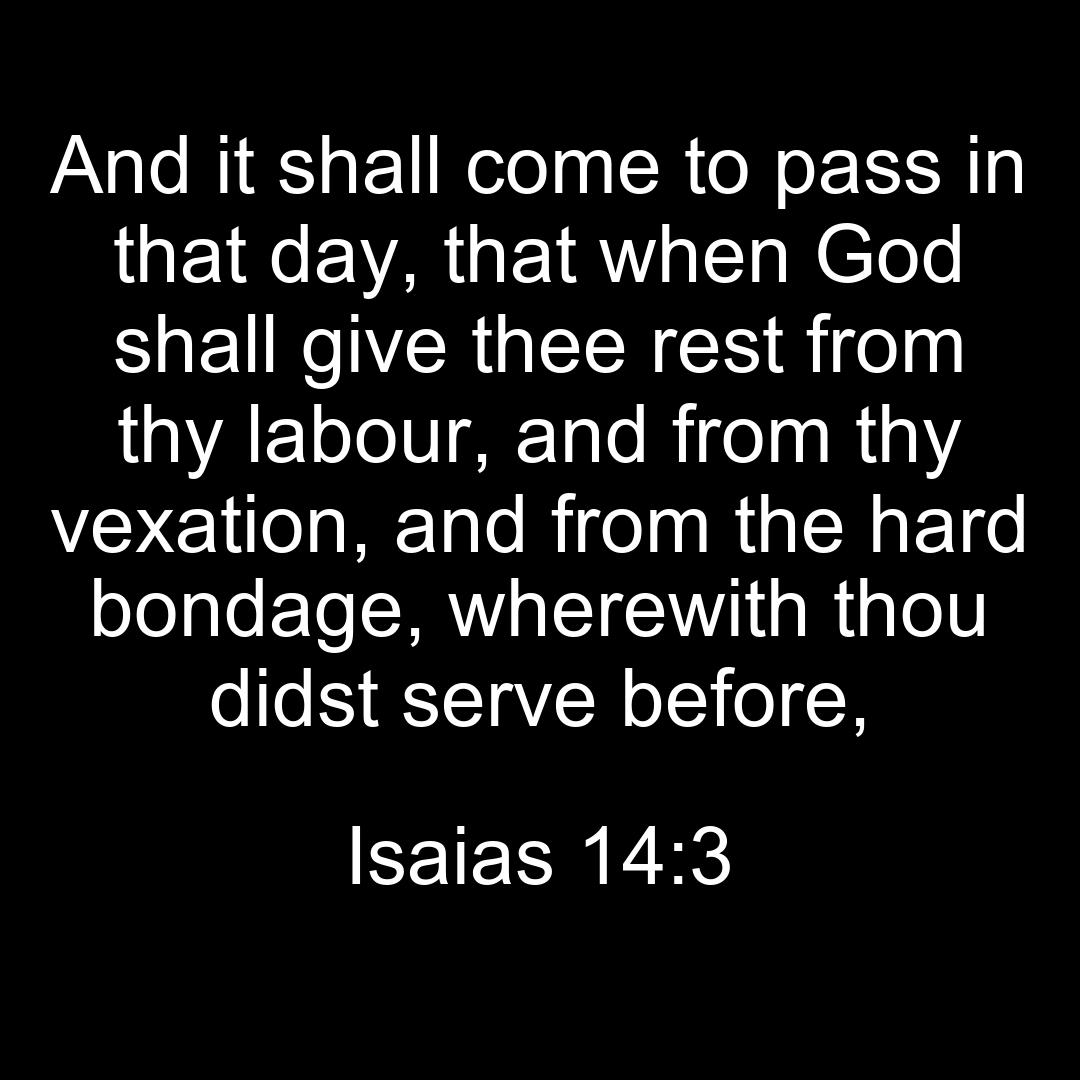 And it shall come to pass in
that day, that when God
shall give thee rest from
thy labour, and from thy
vexation, and from the hard
bondage, wherewith thou
didst serve before,
Isaias 14:3